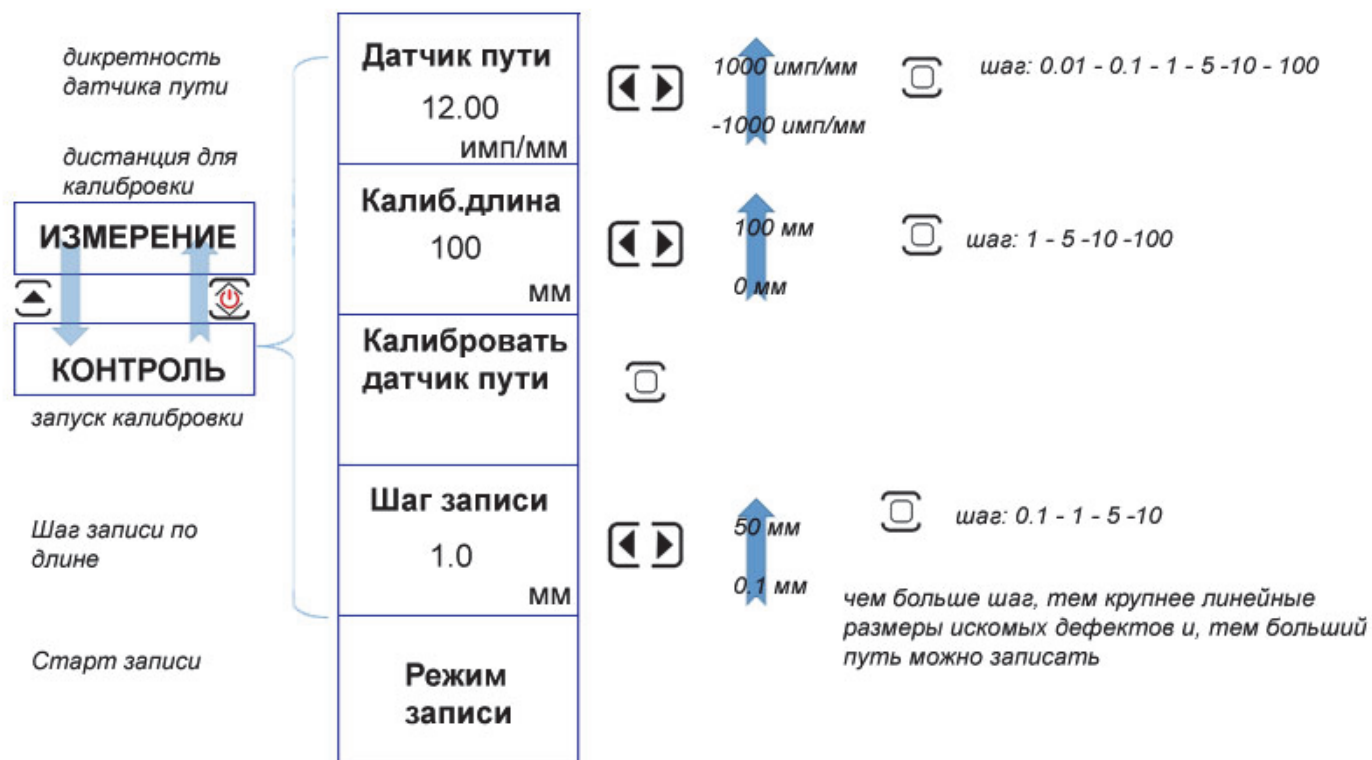 дикретность
датчика пути
Датчик пути
12.00
имп/мм
1000 имп/мм
-1000 имп/мм
шаг: 0.01 - 0.1 - 1 - 5 -10 - 100
дистанция для
калибровки
Калиб.длина
100
мм
100 мм
0 мм
шаг: 1 - 5 -10 -100
ИЗМЕРЕНИЕ
КОНТРОЛЬ
запуск калибровки
Калибровать
датчик пути
Шаг записи по
длине
Шаг записи
1.0
мм
50 мм
0.1 мм
шаг: 0.1 - 1 - 5 -10
чем больше шаг, тем крупнее линейные
размеры искомых дефектов и, тем больший
путь можно записать
Старт записи
Режим
записи